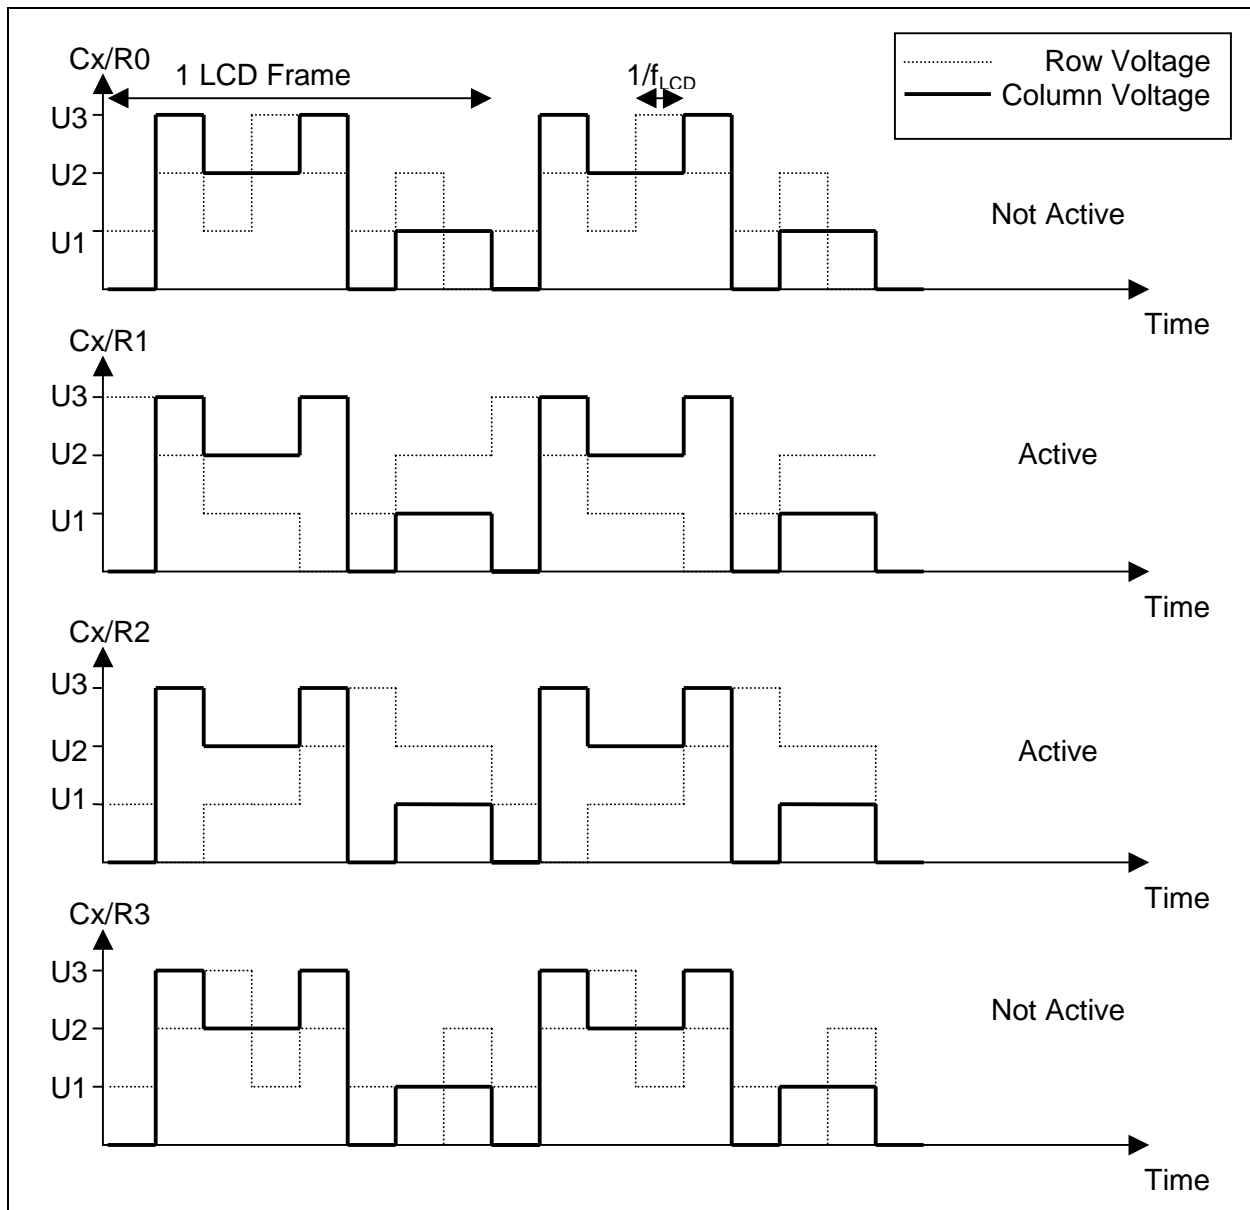 Cx/R0
1 LCD Frame
1/fLCD
Row Voltage
Column Voltage
U3
U2
U1
Not Active
Time
Cx/R1
U3
U2
U1
Active
Time
Cx/R2
U3
U2
U1
Active
Time
Cx/R3
U3
U2
U1
Not Active
Time